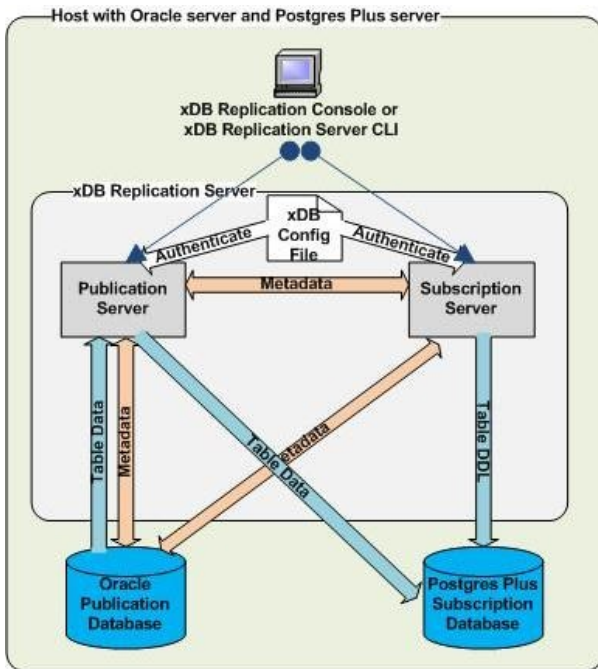 Host with Oracle server and Postgres Plus server
xDB Replication Console or
xDB Replication Server CLI
xDB Replication Server
xDB
Config
File
Authenticate
Authenticate
Publication
Server
Metadata
Subscription
Server
Table Data
Metadata
Table Data
etadata
Table DDL
Oracle
Publication
Database
Postgres Plus
Subscription
Database